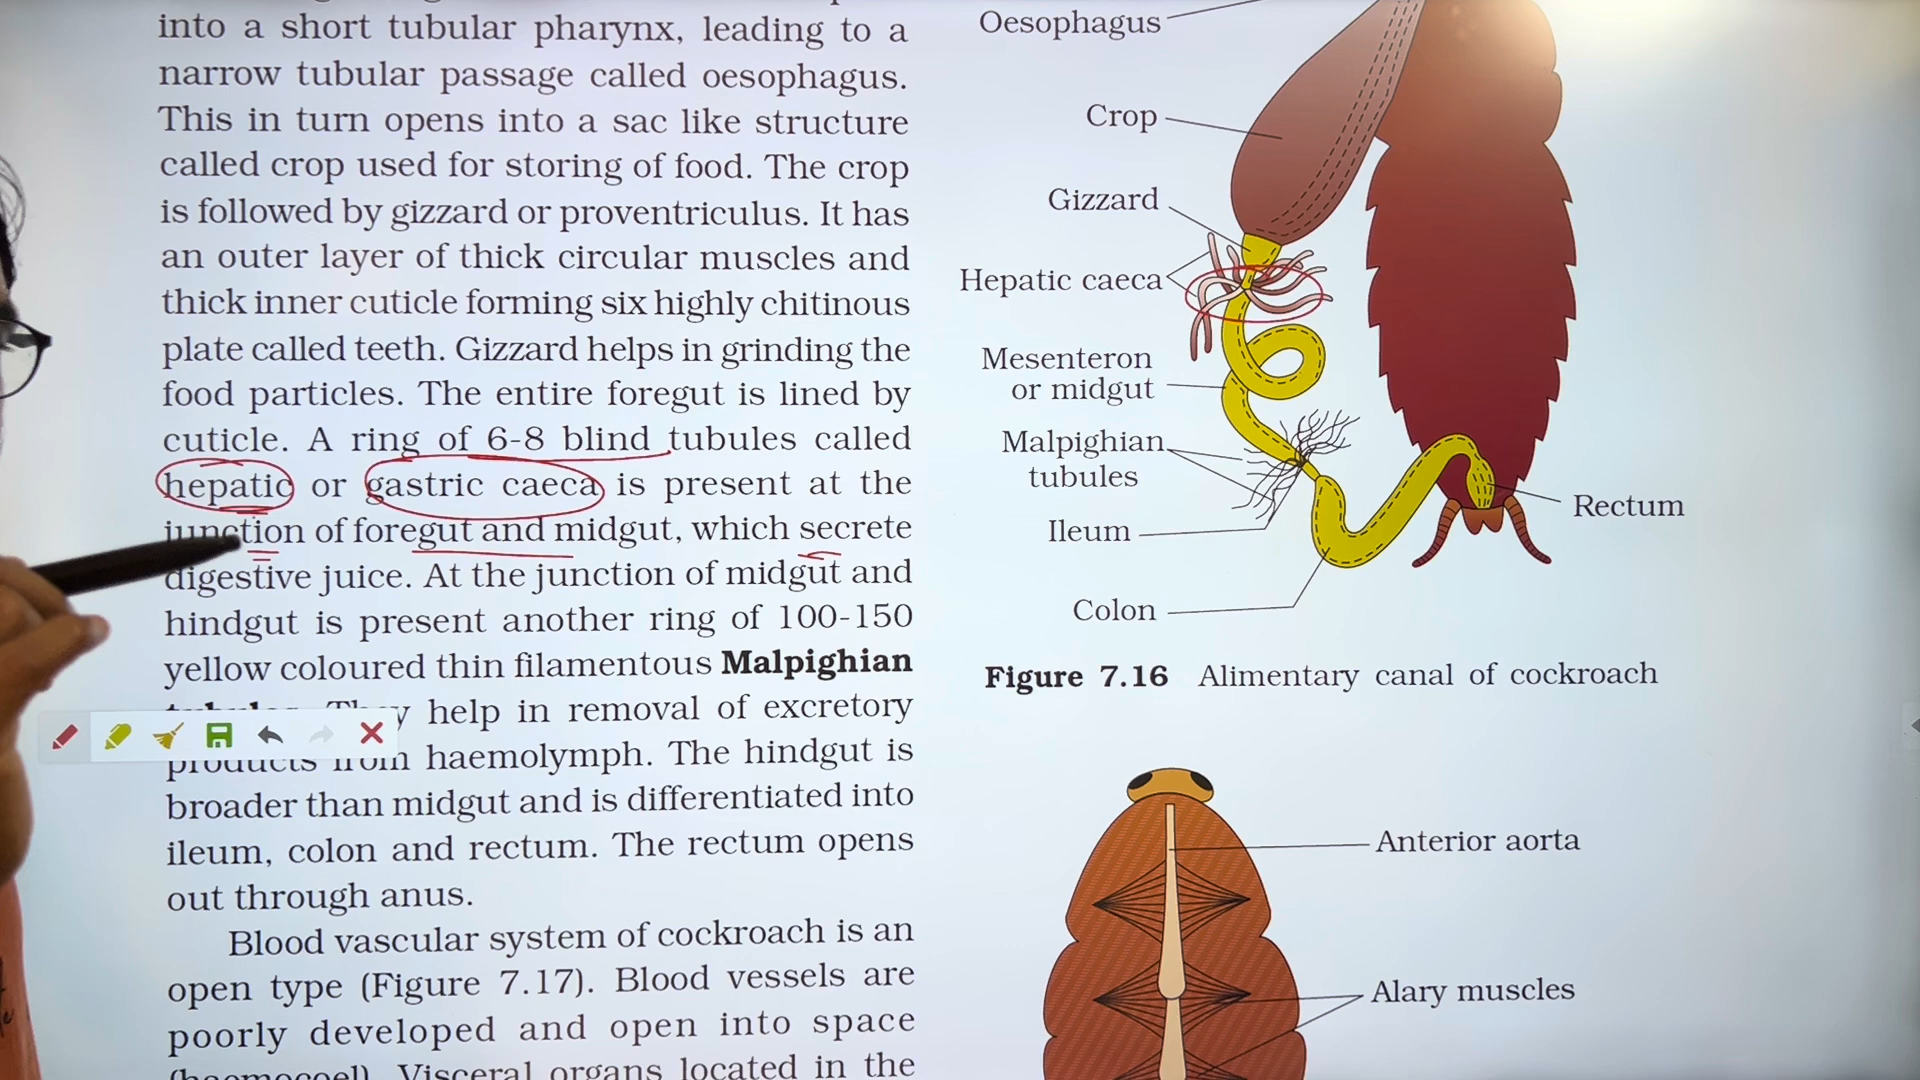 into a short tubular pharynx, leading to a
narrow tubular passage called oesophagus.
This in turn opens into a sac like structure
called crop used for storing of food. The crop
is followed by gizzard or proventriculus. It has
an outer layer of thick circular muscles and
thick inner cuticle forming six highly chitinous
plate called teeth. Gizzard helps in grinding the
food particles. The entire foregut is lined by
cuticle. A ring of 6-8 blind tubules called
hepatic or gastric caeca is present at the
junction of foregut and midgut, which secrete
digestive juice. At the junction of midgut and
hindgut is present another ring of 100-150
yellow coloured thin filamentous Malpighian
help in removal of excretory
products from haemolymph. The hindgut is
broader than midgut and is differentiated into
ileum, colon and rectum. The rectum opens
out through anus.
Blood vascular system of cockroach is an
open type (Figure 7.17). Blood vessels are
poorly developed and open into space
(haemocoel). Visceral organs located in the
Oesophagus
Crop
Gizzard
Hepatic caeca
Mesenteron
or midgut
Malpighian
tubules
Ileum
Colon
Rectum
Figure 7.16 Alimentary canal of cockroach
Anterior aorta
Alary muscles